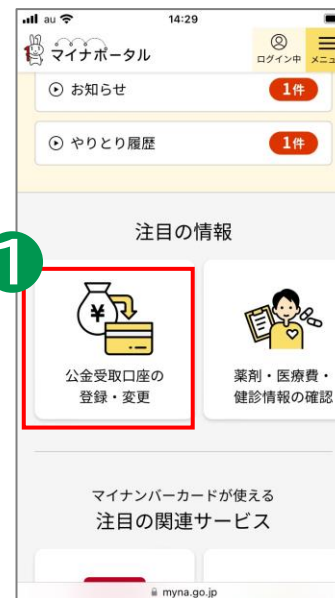 au 14:29
マイナポータル
ログイン中 メニュー
お知らせ 1件
やりとり履歴 1件
注目の情報
1
公金受取口座の
登録・変更
薬剤・医療費・
健診情報の確認
マイナンバーカードが使える
注目の関連サービス
myna.go.jp